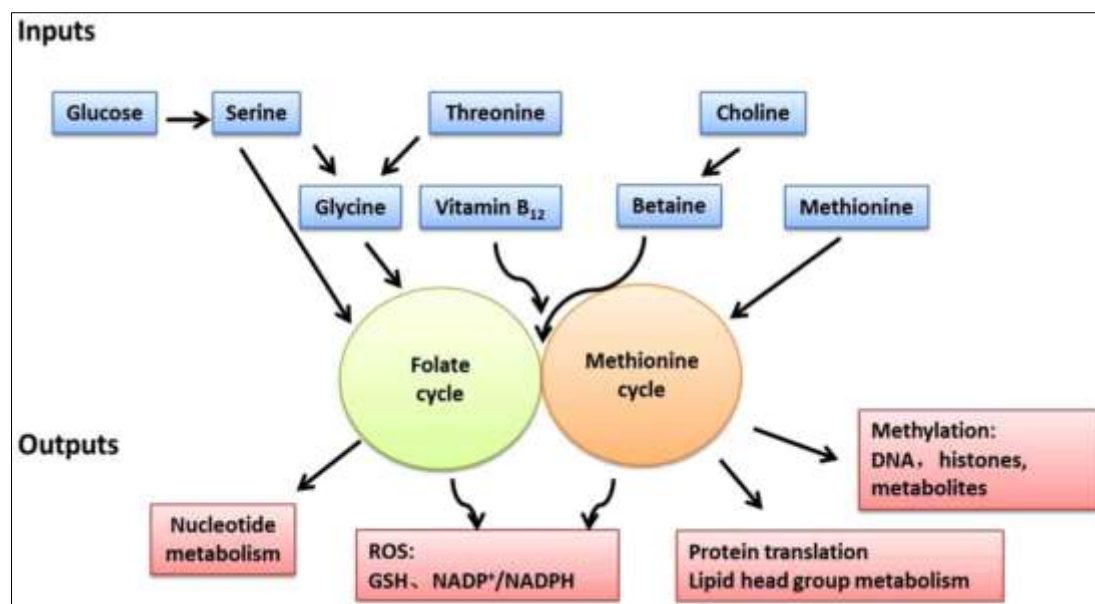 Inputs
Glucose
Serine
Threonine
Choline
Glycine
Vitamin B₁₂
Betaine
Methionine
Folate
cycle
Methionine
cycle
Outputs
Methylation:
DNA、histones,
metabolites
Nucleotide
metabolism
ROS:
GSH、NADP⁺/NADPH
Protein translation
Lipid head group metabolism